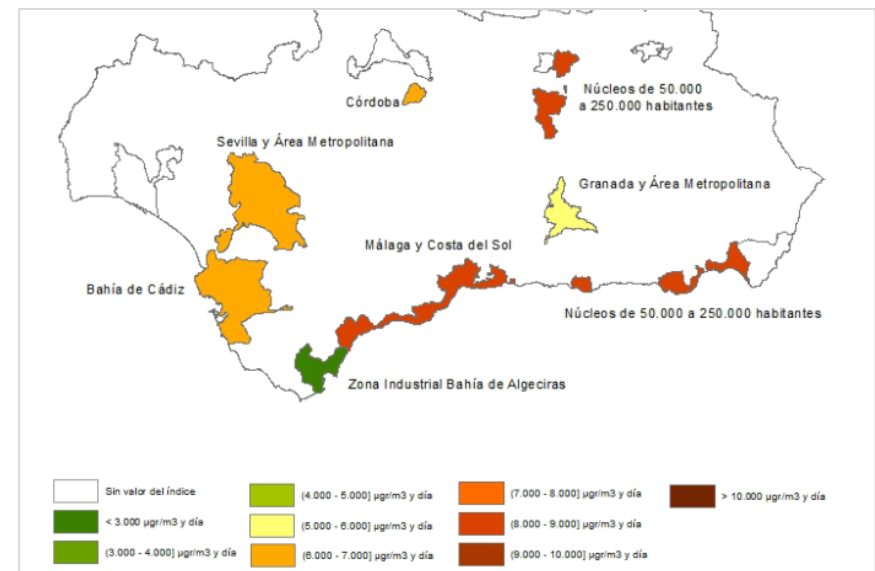 Núcleos de 50.000
a 250.000 habitantes
Córdoba
Sevilla y Área Metropolitana
Granada y Área Metropolitana
Málaga y Costa del Sol
Bahía de Cádiz
Núcleos de 50.000 a 250.000 habitantes
Zona Industrial Bahía de Algeciras
Sin valor del índice
< 3.000 µgr/m3 y día
(3.000 - 4.000] µgr/m3 y día
(4.000 - 5.000] µgr/m3 y día
(5.000 - 6.000] µgr/m3 y día
(6.000 - 7.000] µgr/m3 y día
(7.000 - 8.000] µgr/m3 y día
(8.000 - 9.000] µgr/m3 y día
(9.000 - 10.000] µgr/m3 y día
> 10.000 µgr/m3 y día